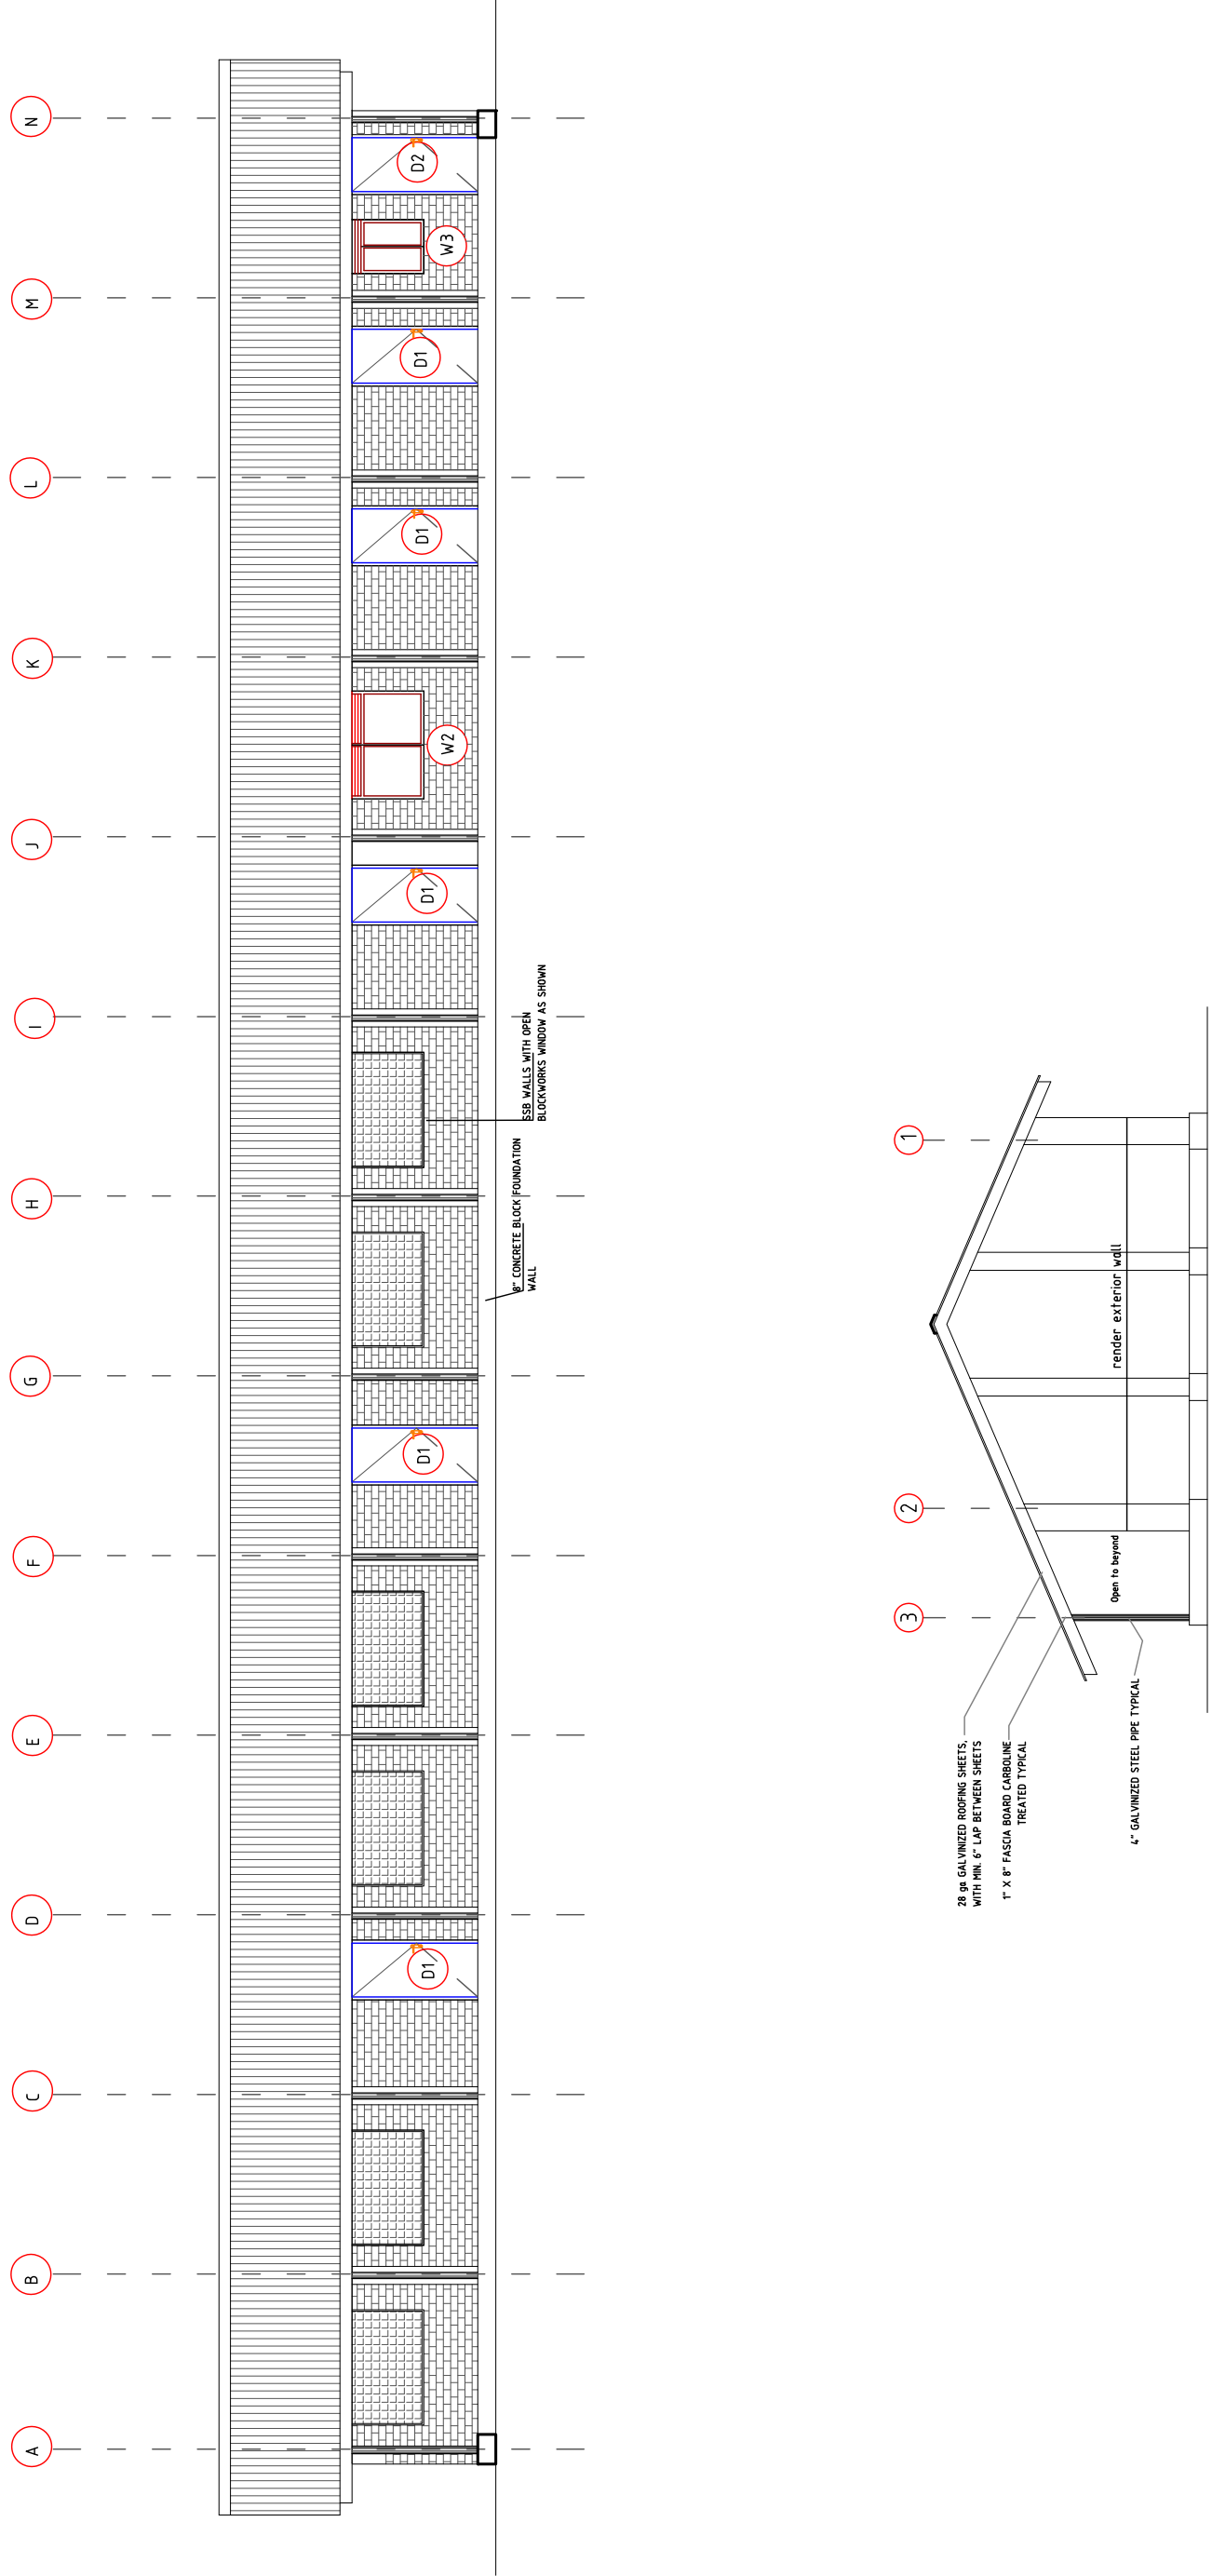 A
B
C
D
E
F
G
H
I
J
K
L
M
N
D1
D1
D1
W2
D1
D1
W3
D2
8" CONCRETE BLOCK FOUNDATION
WALL
SSB WALLS WITH OPEN
BLOCKWORKS WINDOW AS SHOWN
3
2
1
28 ga GALVINIZED ROOFING SHEETS,
WITH MIN. 6" LAP BETWEEN SHEETS
1" X 8" FASCIA BOARD CARBOLINE
TREATED TYPICAL
4" GALVINIZED STEEL PIPE TYPICAL
Open to beyond
render exterior wall